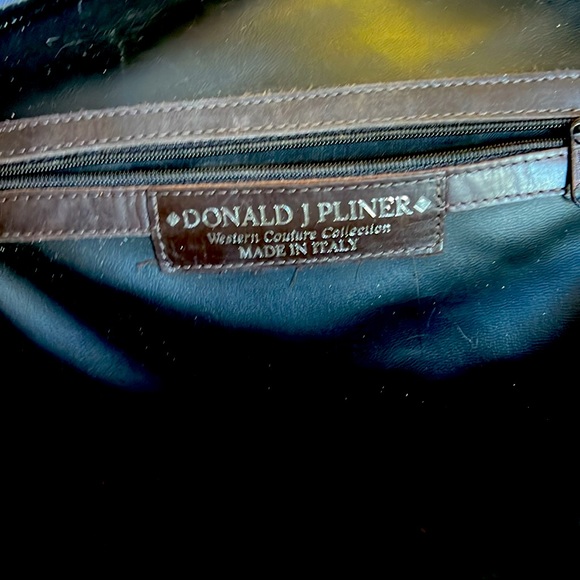 DONALD J PLINER
Western Couture Collection
MADE IN ITALY